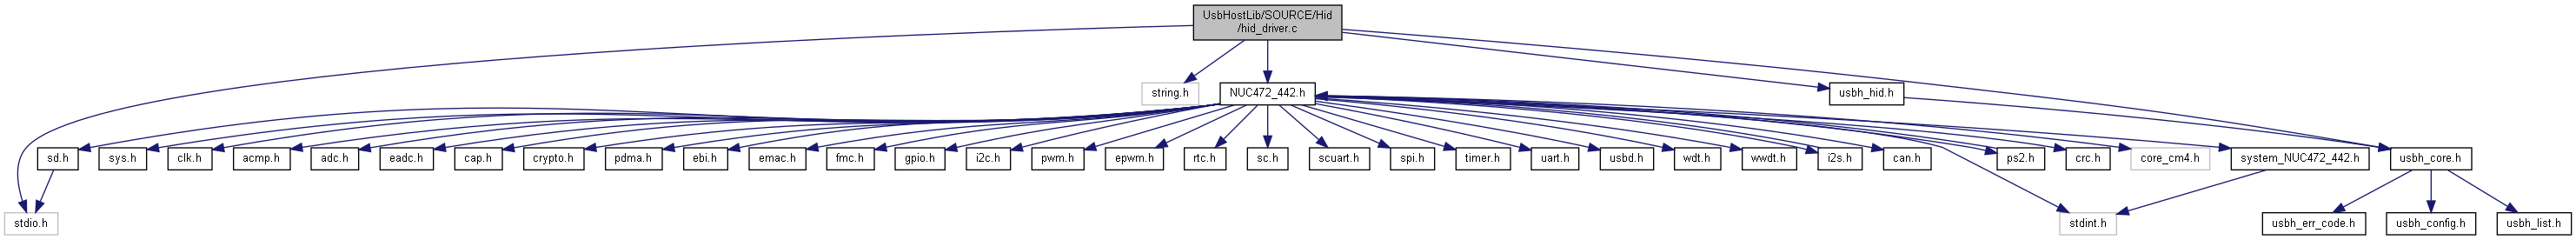 UsbHostLib/SOURCE/Hid
/hid_driver.c
string.h
NUC472_442.h
usbh_hid.h
sd.h
sys.h
clk.h
acmp.h
adc.h
eadc.h
cap.h
crypto.h
pdma.h
ebi.h
emac.h
fmc.h
gpio.h
i2c.h
pwm.h
epwm.h
rtc.h
sc.h
scuart.h
spi.h
timer.h
uart.h
usbd.h
wdt.h
wwdt.h
i2s.h
can.h
ps2.h
crc.h
core_cm4.h
system_NUC472_442.h
usbh_core.h
stdio.h
stdint.h
usbh_err_code.h
usbh_config.h
usbh_list.h